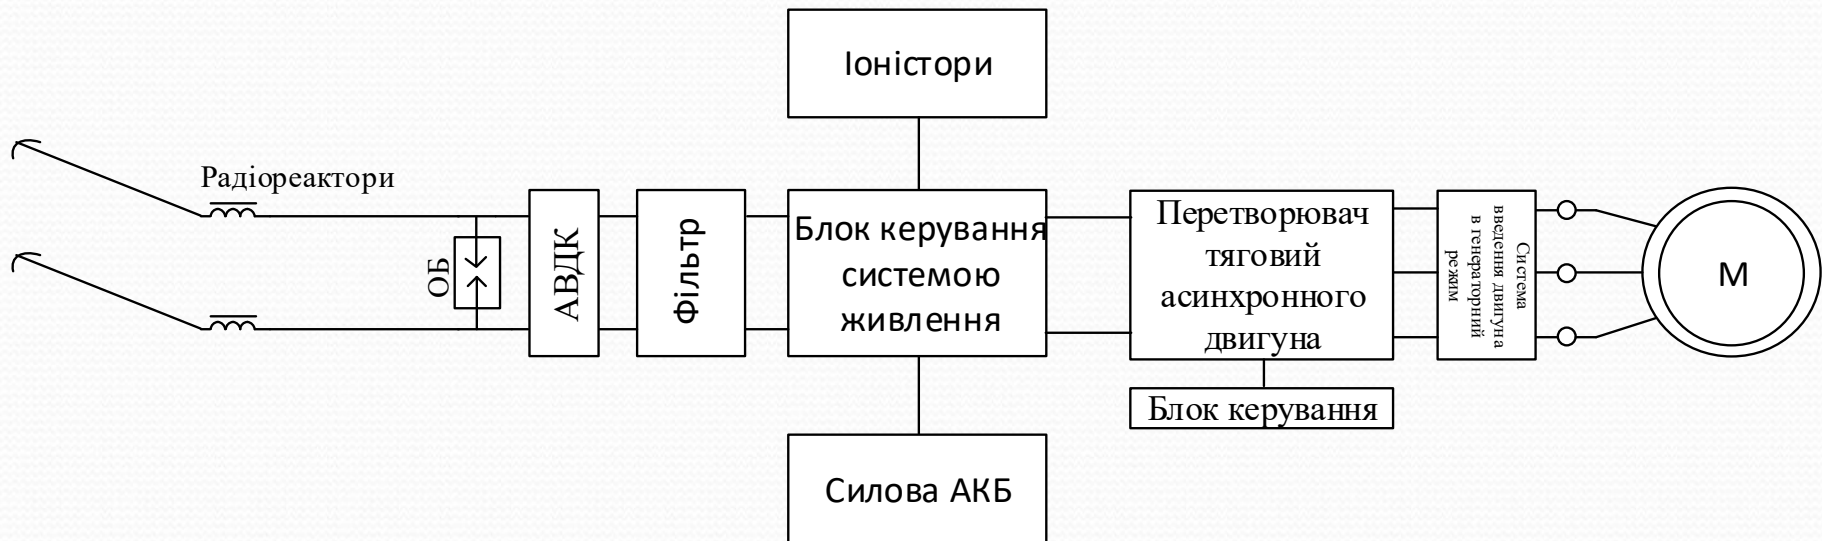 Іоністори
Радіореактори
ОБ
АВДК
Фільтр
Блок керування
системою
живлення
Перетворювач
тяговий
асинхронного
двигуна
Блок керування
Система
введення двигуна
в генераторний
режим
М
Силова АКБ